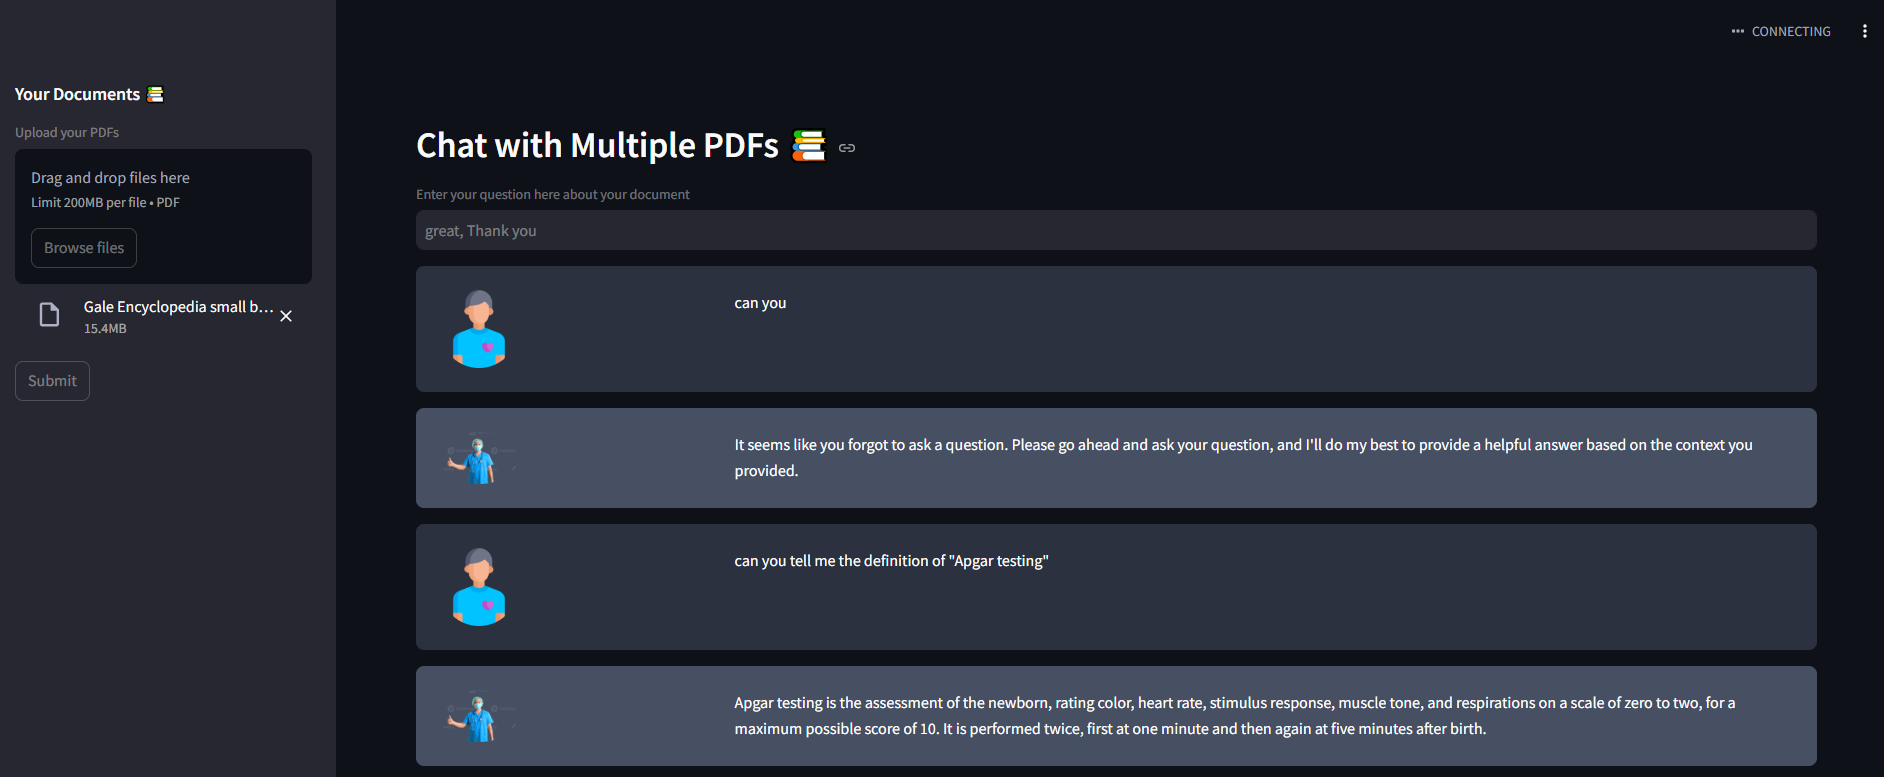 CONNECTING
Your Documents 📚
Upload your PDFs
Drag and drop files here
Limit 200MB per file • PDF
Browse files
Gale Encyclopedia small b...
15.4MB
Submit
Chat with Multiple PDFs 📚
Enter your question here about your document
great, Thank you
can you
It seems like you forgot to ask a question. Please go ahead and ask your question, and I'll do my best to provide a helpful answer based on the context you
provided.
can you tell me the definition of "Apgar testing"
Apgar testing is the assessment of the newborn, rating color, heart rate, stimulus response, muscle tone, and respirations on a scale of zero to two, for a
maximum possible score of 10. It is performed twice, first at one minute and then again at five minutes after birth.